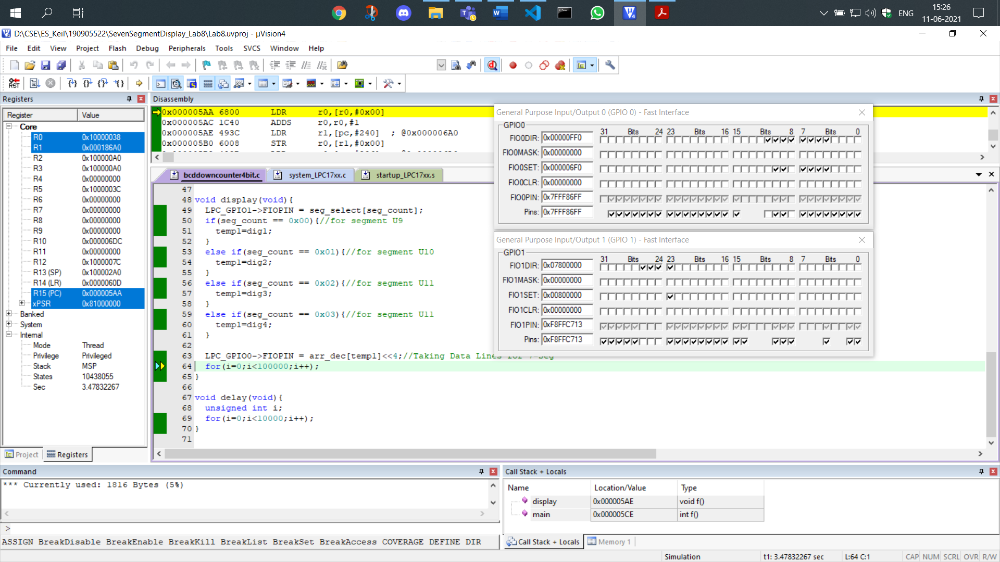 15:26
ENG
11-06-2021
D:\CSE\ES_Keil\190905522\SevenSegmentDisplay_Lab8\Lab8.uvproj - µVision4
File Edit View Project Flash Debug Peripherals Tools SVCS Window Help
Registers
Register Value
Core
R0 0x10000038
R1 0x000186A0
R2 0x100000A0
R3 0x100000A0
R4 0x00000000
R5 0x1000003C
R6 0x00000000
R7 0x00000000
R8 0x00000000
R9 0x00000000
R10 0x000006DC
R11 0x00000000
R12 0x1000007C
R13 (SP) 0x100002A0
R14 (LR) 0x0000060D
R15 (PC) 0x000005AA
xPSR 0x81000000
Banked
System
Internal
Mode Thread
Privilege Privileged
Stack MSP
States 10438055
Sec 3.47832267
Project Registers
Disassembly
0x000005AA 6800 LDR r0,[r0,#0x00]
0x000005AC 1C40 ADDS r0,r0,#1
0x000005AE 493C LDR r1,[pc,#240] ; @0x000006A0
0x000005B0 6008 STR r0,[r1,#0x00]
bcddowncounter4bit.c system_LPC17xx.c startup_LPC17xx.s
47
48 void display(void){
49 LPC_GPIO1->FIOPIN = seg_select[seg_count];
50 if(seg_count == 0x00){//for segment U9
51 temp1=dig1;
52 }
53 else if(seg_count == 0x01){//for segment U10
54 temp1=dig2;
55 }
56 else if(seg_count == 0x02){//for segment U11
57 temp1=dig3;
58 }
59 else if(seg_count == 0x03){//for segment U11
60 temp1=dig4;
61 }
62
63 LPC_GPIO0->FIOPIN = arr_dec[temp1]<<4;//Taking Data Lines for 7-Seg
64 for(i=0;i<100000;i++);
65 }
66
67 void delay(void){
68 unsigned int i;
69 for(i=0;i<10000;i++);
70 }
71
General Purpose Input/Output 0 (GPIO 0) - Fast Interface
GPIO0
31 Bits 24 23 Bits 16 15 Bits 8 7 Bits 0
FIO0DIR: 0x00000FF0
FIO0MASK: 0x00000000
FIO0SET: 0x000006F0
FIO0CLR: 0x00000000
FIO0PIN: 0x7FFF86FF
Pins: 0x7FFF86FF
General Purpose Input/Output 1 (GPIO 1) - Fast Interface
GPIO1
31 Bits 24 23 Bits 16 15 Bits 8 7 Bits 0
FIO1DIR: 0x07800000
FIO1MASK: 0x00000000
FIO1SET: 0x00800000
FIO1CLR: 0x00000000
FIO1PIN: 0xF8FFC713
Pins: 0xF8FFC713
Command
*** Currently used: 1816 Bytes (5%)
>
ASSIGN BreakDisable BreakEnable BreakKill BreakList BreakSet BreakAccess COVERAGE DEFINE DIR
Call Stack + Locals
Name Location/Value Type
display 0x000005AE void f()
main 0x000005CE int f()
Call Stack + Locals Memory 1
Simulation t1: 3.47832267 sec L:64 C:1 CAP NUM SCRL OVR R/W